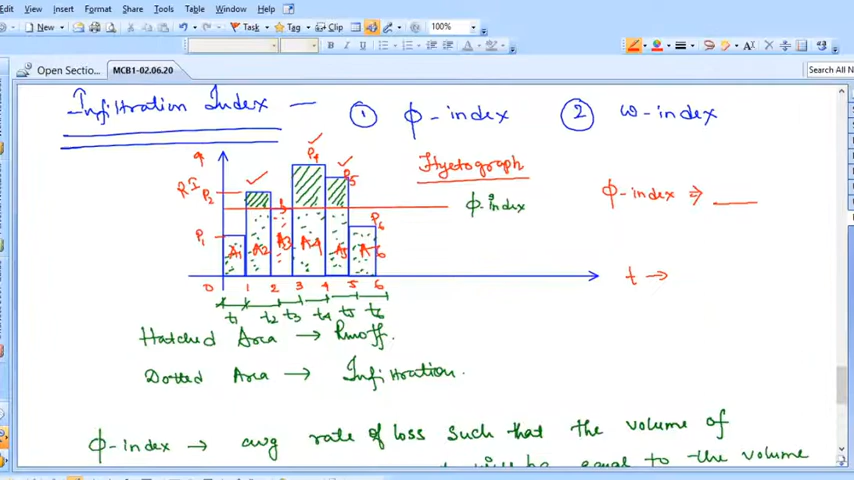 Edit View Insert Format Share Tools Table Window Help
New Task Tag Clip 100%
B I U
Open Sectio... MCB1-02.06.20 Search All N
Infiltration Index — ① ϕ-index ② W-index
RI P1 P2 P4 P5 P6
Hyetograph
ϕ-index
ϕ-index ⇒ ____
A1 A2 A3 A4 A5 A6
0 1 2 3 4 5 6
t →
t1 t2 t3 t4 t5 t6
Hatched Area → Runoff.
Dotted Area → Infiltration.
ϕ-index → avg rate of loss such that the volume of
equal to the volume